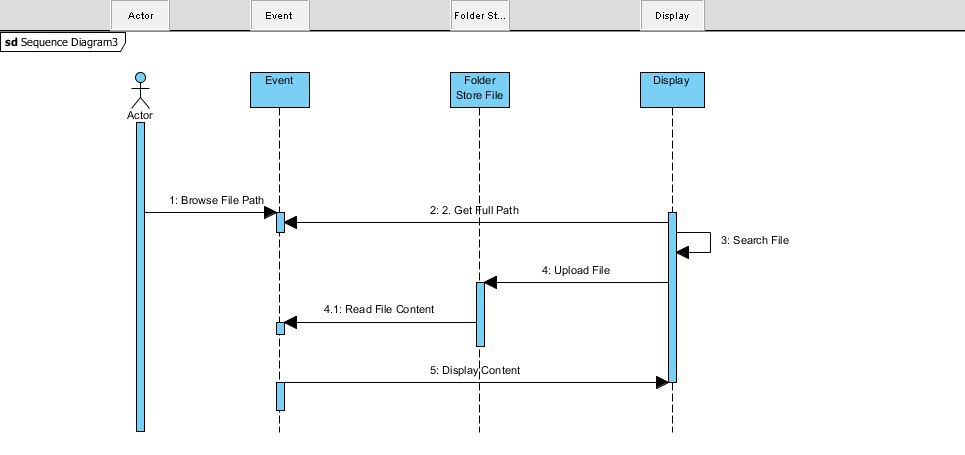 Actor
Event
Folder St...
Display
sd Sequence Diagram3
Event
Folder
Store File
Display
Actor
1: Browse File Path
2: 2. Get Full Path
3: Search File
4: Upload File
4.1: Read File Content
5: Display Content